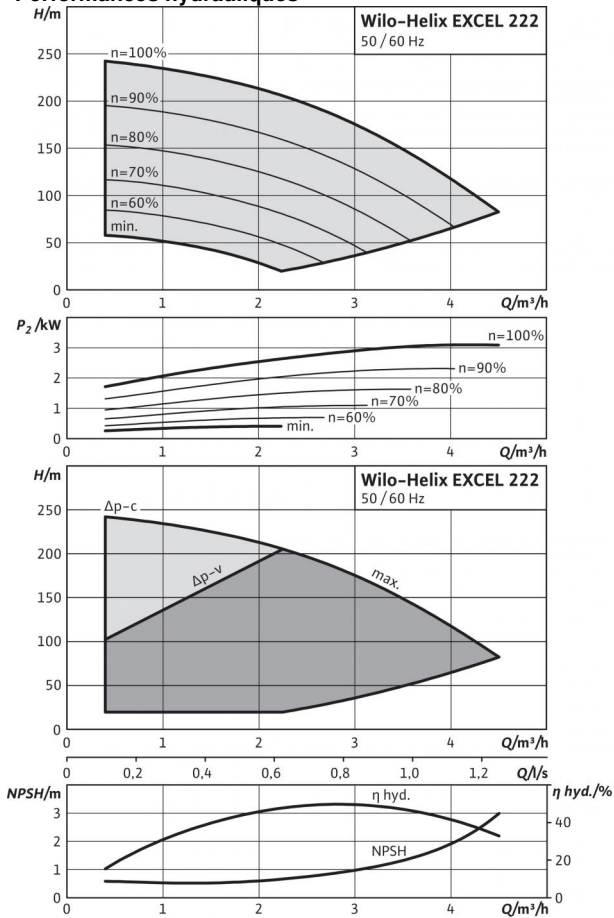 Performances hydrauliques
H/m
Wilo-Helix EXCEL 222
50/60 Hz
n=100%
250
n=90%
200
n=80%
150
n=70%
100
n=60%
min.
50
0
0 1 2 3 4 Q/m³/h
P₂/kW
n=100%
3
n=90%
2
n=80%
n=70%
1
n=60%
min.
0
0 1 2 3 4 Q/m³/h
H/m
Wilo-Helix EXCEL 222
50/60 Hz
Δp-c
250
200
Δp-v
max.
150
100
50
0
0 1 2 3 4 Q/m³/h
0 0,2 0,4 0,6 0,8 1,0 1,2 Q/l/s
NPSH/m
η hyd.
η hyd./%
3
40
2
NPSH
20
1
0
0
0 1 2 3 4 Q/m³/h